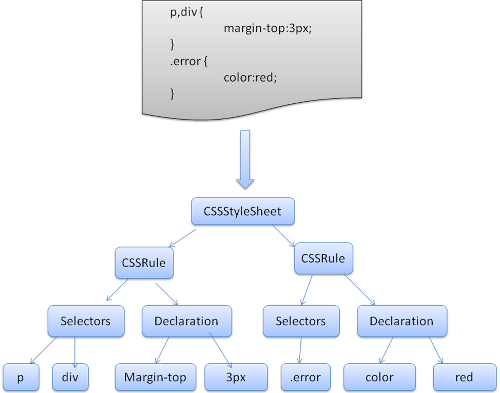 p,div {
margin-top:3px;
}
.error {
color:red;
}
CSSStyleSheet
CSSRule
CSSRule
Selectors
Declaration
Selectors
Declaration
p
div
Margin-top
3px
.error
color
red